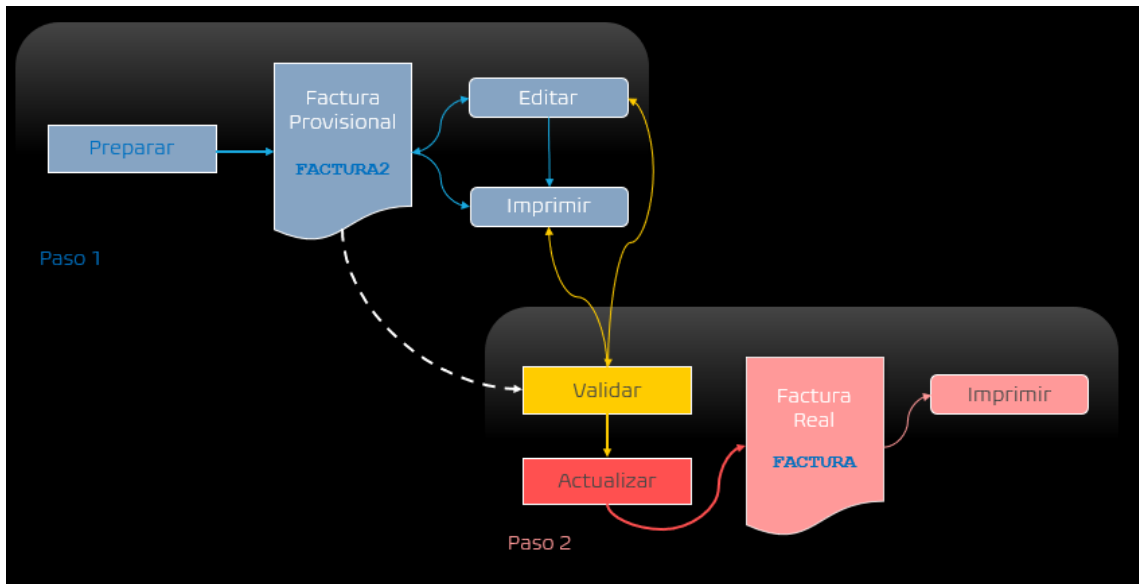 Preparar
Factura
Provisional
FACTURA2
Editar
Imprimir
Paso 1
Validar
Actualizar
Factura
Real
FACTURA
Imprimir
Paso 2